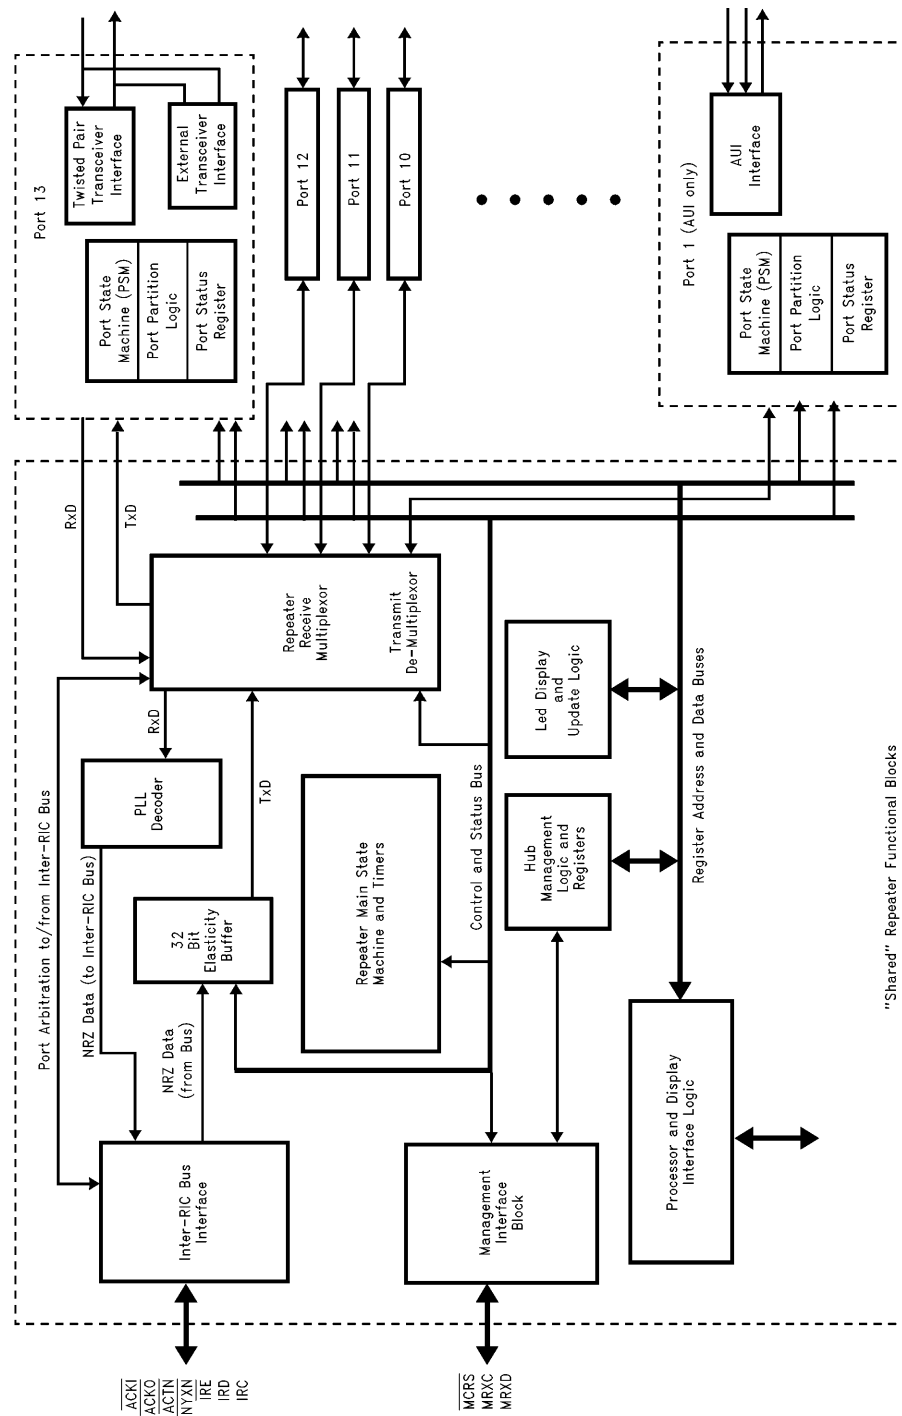 Port 13
Twisted Pair
Transceiver
Interface
External
Transceiver
Interface
Port State
Machine (PSM)
Port Partition
Logic
Port Status
Register
Port 12
Port 11
Port 10
Port 1 (AUI only)
AUI
Interface
Port State
Machine (PSM)
Port Partition
Logic
Port Status
Register
RxD
TxD
Repeater
Receive
Multiplexor
Transmit
De-Multiplexor
RxD
PLL
Decoder
TxD
Port Arbitration to/from Inter-RIC Bus
NRZ Data (to Inter-RIC Bus)
32
Bit
Elasticity
Buffer
NRZ Data
(from Bus)
Repeater Main State
Machine and Timers
Control and Status Bus
Led Display
and
Update Logic
Hub
Management
Logic and
Registers
Register Address and Data Buses
Inter-RIC Bus
Interface
Management
Interface
Block
Processor and Display
Interface Logic
"Shared" Repeater Functional Blocks
ACKI
ACKO
ACTN
NYXN
IRE
IRD
IRC
MCRS
MRXC
MRXD